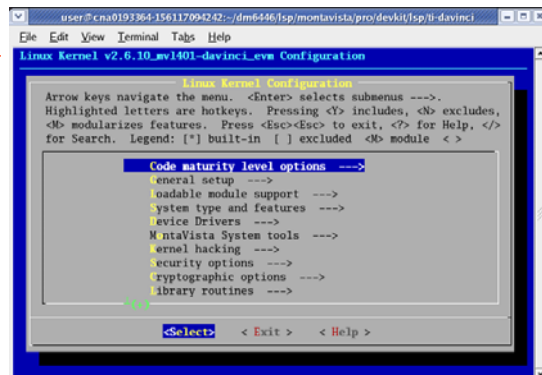 user@cna0193364-156117094242:~/dm6446/lsp/montavista/pro/devkit/lsp/ti-davinci
File Edit View Terminal Tabs Help
Linux Kernel v2.6.10_mvl401-davinci_evm Configuration
Linux Kernel Configuration
Arrow keys navigate the menu. <Enter> selects submenus --->.
Highlighted letters are hotkeys. Pressing <Y> includes, <N> excludes,
<M> modularizes features. Press <Esc><Esc> to exit, <?> for Help, </>
for Search. Legend: [*] built-in [ ] excluded <M> module < >
Code maturity level options --->
General setup --->
Loadable module support --->
System type and features --->
Device Drivers --->
MontaVista System tools --->
Kernel hacking --->
Security options --->
Cryptographic options --->
Library routines --->
<Select> < Exit > < Help >